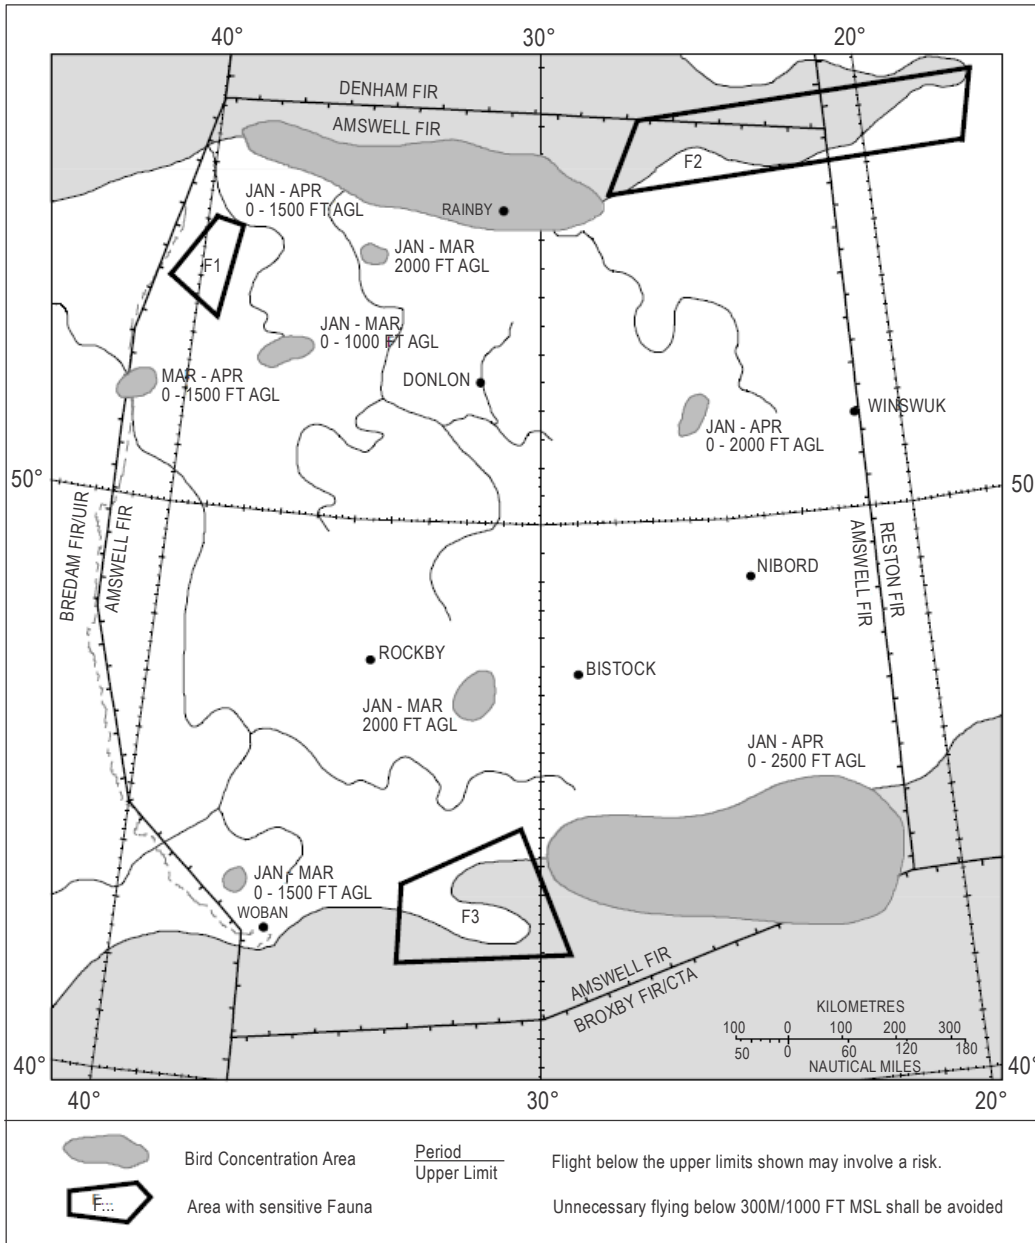 40°
30°
20°
DENHAM FIR
AMSWELL FIR
F2
JAN - APR
0 - 1500 FT AGL
RAINBY
F1
JAN - MAR
2000 FT AGL
JAN - MAR
0 - 1000 FT AGL
MAR - APR
0 - 1500 FT AGL
DONLON
JAN - APR
0 - 2000 FT AGL
WINSWUK
50°
50
BREDAM FIR/UIR
AMSWELL FIR
AMSWELL FIR
RESTON FIR
NIBORD
ROCKBY
BISTOCK
JAN - MAR
2000 FT AGL
JAN - APR
0 - 2500 FT AGL
JAN - MAR
0 - 1500 FT AGL
WOBAN
F3
AMSWELL FIR
BROXBY FIR/CTA
KILOMETRES
100 0 100 200 300
50 0 60 120 180
NAUTICAL MILES
40°
40°
40°
30°
20°
Bird Concentration Area
Period
Upper Limit
Flight below the upper limits shown may involve a risk.
F...
Area with sensitive Fauna
Unnecessary flying below 300M/1000 FT MSL shall be avoided